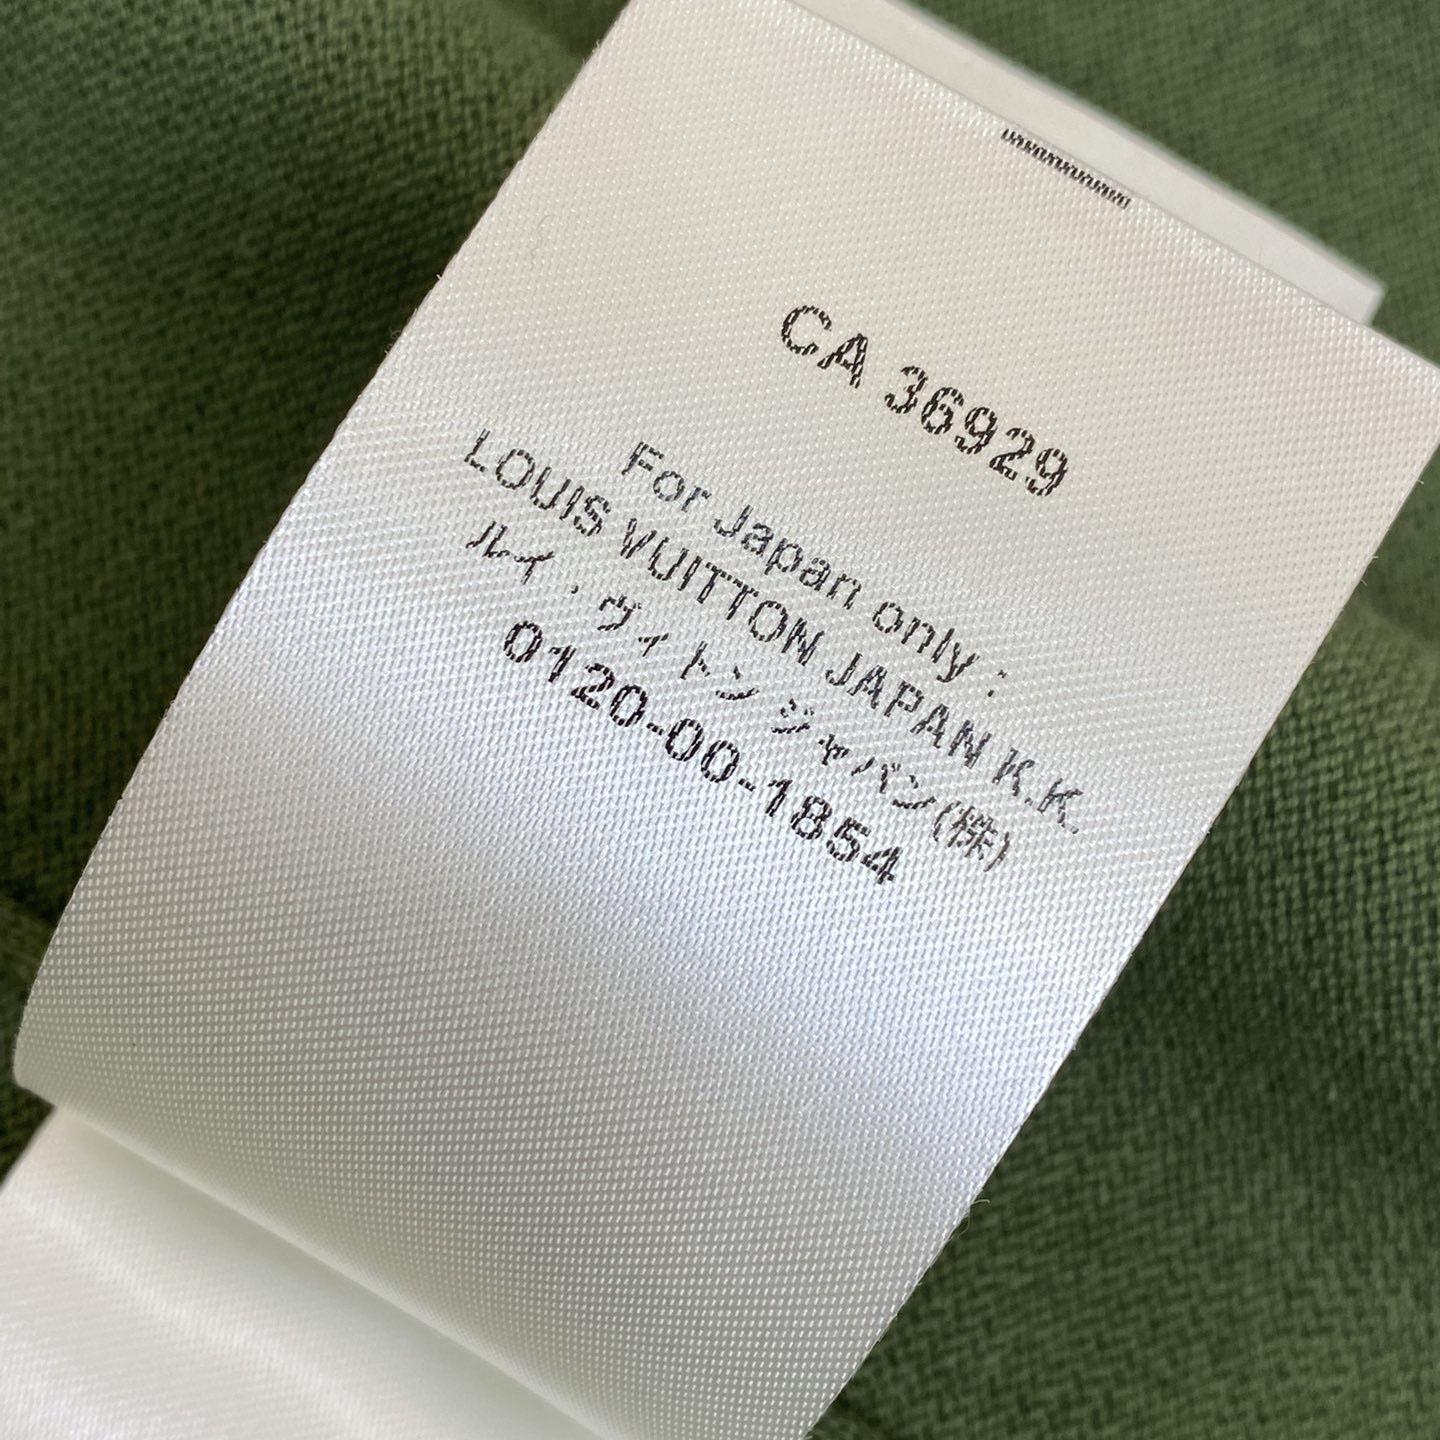 CA 36929
For Japan only :
LOUIS VUITTON JAPAN K.K.
ルイ・ヴィトン ジャパン(株)
0120-00-1854